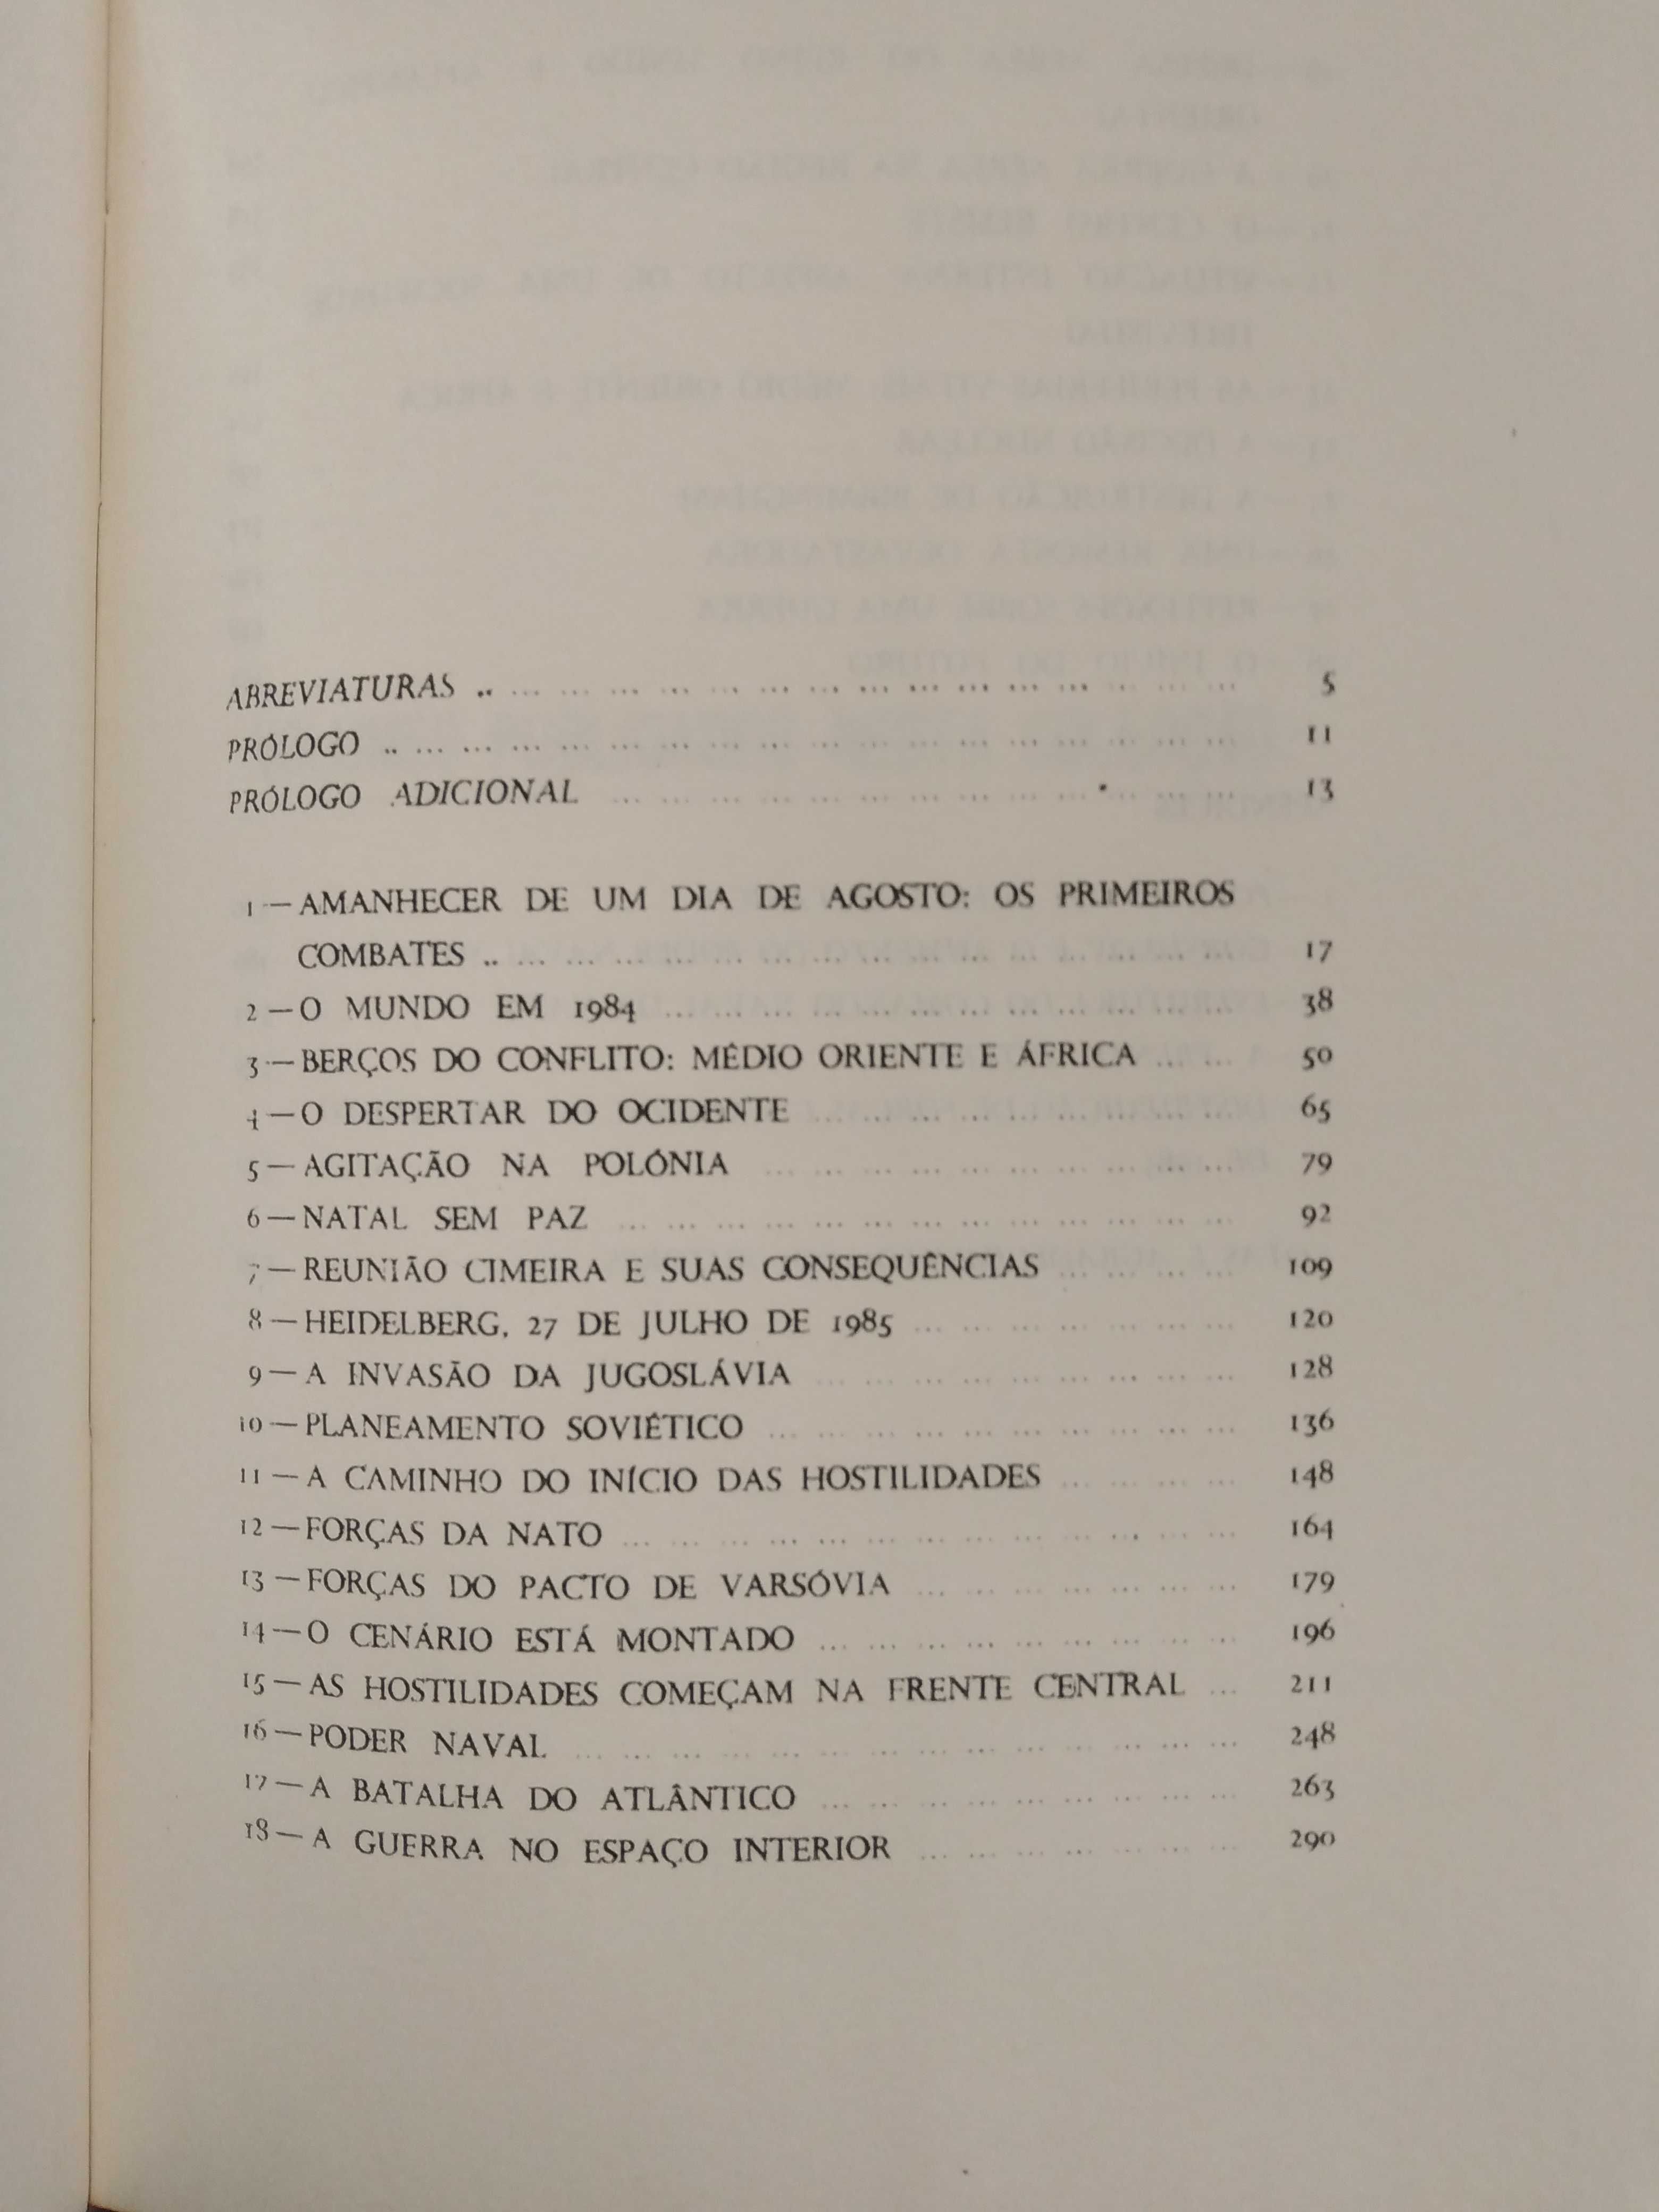 ABREVIATURAS .. ... ... ... ... ... ... ... ... ... ... ... ... ... ... ... 5
PRÓLOGO .. ... ... ... ... ... ... ... ... ... ... ... ... ... ... ... ... ... 11
PRÓLOGO ADICIONAL ... ... ... ... ... ... ... ... ... ... ... ... ... 13
1 — AMANHECER DE UM DIA DE AGOSTO: OS PRIMEIROS
COMBATES .. ... ... ... ... ... ... ... ... ... ... ... ... ... ... ... 17
2 — O MUNDO EM 1984 ... ... ... ... ... ... ... ... ... ... ... ... 38
3 — BERÇOS DO CONFLITO: MÉDIO ORIENTE E ÁFRICA ... ... 50
4 — O DESPERTAR DO OCIDENTE ... ... ... ... ... ... ... ... ... 65
5 — AGITAÇÃO NA POLÓNIA ... ... ... ... ... ... ... ... ... ... 79
6 — NATAL SEM PAZ ... ... ... ... ... ... ... ... ... ... ... ... ... 92
7 — REUNIÃO CIMEIRA E SUAS CONSEQUÊNCIAS ... ... ... ... 109
8 — HEIDELBERG, 27 DE JULHO DE 1985 ... ... ... ... ... ... ... 120
9 — A INVASÃO DA JUGOSLÁVIA ... ... ... ... ... ... ... ... ... 128
10 — PLANEAMENTO SOVIÉTICO ... ... ... ... ... ... ... ... ... ... 136
11 — A CAMINHO DO INÍCIO DAS HOSTILIDADES ... ... ... ... 148
12 — FORÇAS DA NATO ... ... ... ... ... ... ... ... ... ... ... ... ... 164
13 — FORÇAS DO PACTO DE VARSÓVIA ... ... ... ... ... ... ... 179
14 — O CENÁRIO ESTÁ MONTADO ... ... ... ... ... ... ... ... ... 196
15 — AS HOSTILIDADES COMEÇAM NA FRENTE CENTRAL ... 211
16 — PODER NAVAL ... ... ... ... ... ... ... ... ... ... ... ... ... ... 248
17 — A BATALHA DO ATLÂNTICO ... ... ... ... ... ... ... ... ... 263
18 — A GUERRA NO ESPAÇO INTERIOR ... ... ... ... ... ... ... 290